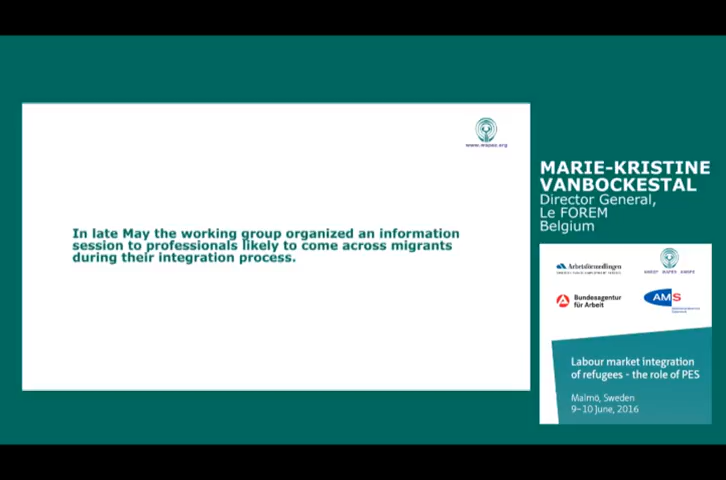 www.wapes.org
In late May the working group organized an information
session to professionals likely to come across migrants
during their integration process.
MARIE-KRISTINE
VANBOCKESTAL
Director General,
Le FOREM
Belgium
Arbetsförmedlingen
Bundesagentur
für Arbeit
AMS
Labour market integration
of refugees - the role of PES
Malmö, Sweden
9–10 June, 2016